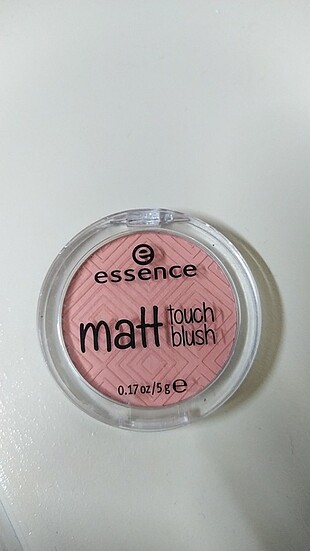 essence
matt touch
blush
0.17 oz/5 g ℮